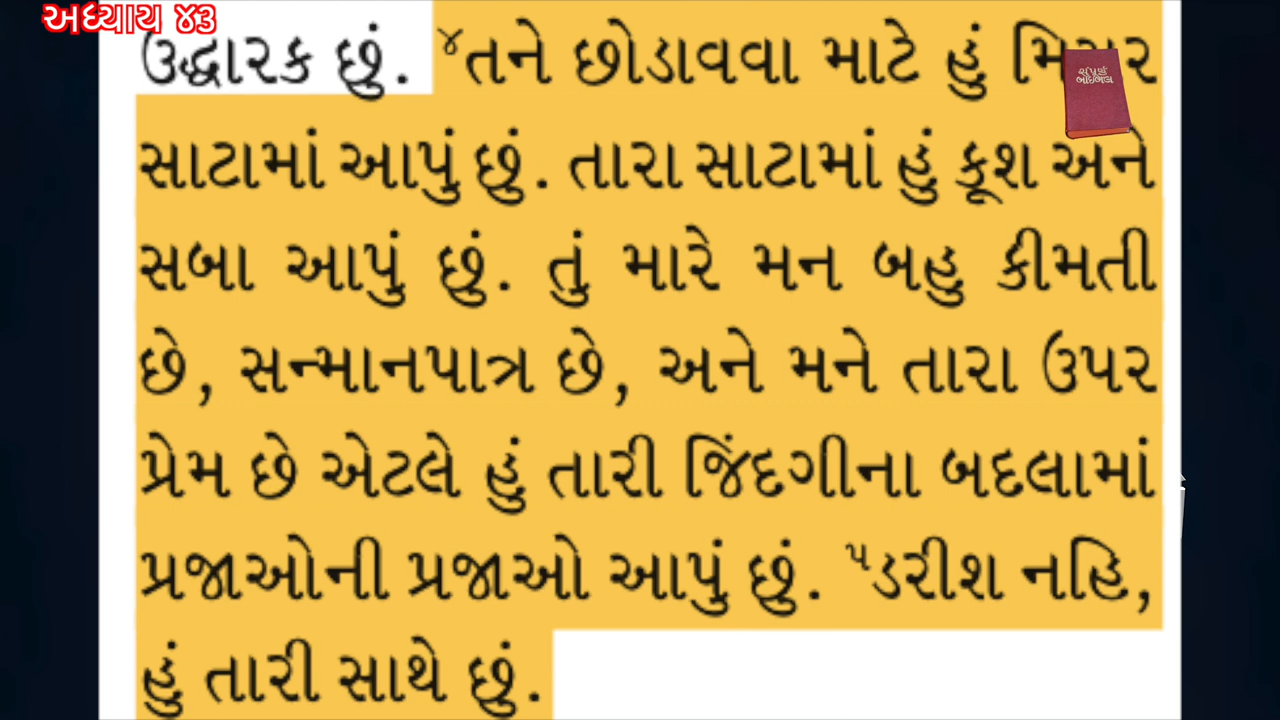 અધ્યાય ૪૩
ઉદ્ધારક છું. ૪તને છોડાવવા માટે હું
સંપૂર્ણ
બાઇબલ
સાટામાં આપું છું. તારા સાટામાં હું કૂશ અને
સબા આપું છું. તું મારે મન બહુ કીમતી
છે, સન્માનપાત્ર છે, અને મને તારા ઉપર
પ્રેમ છે એટલે હું તારી જિંદગીના બદલામાં
પ્રજાઓની પ્રજાઓ આપું છું. ૫ડરીશ નહિ,
હું તારી સાથે છું.